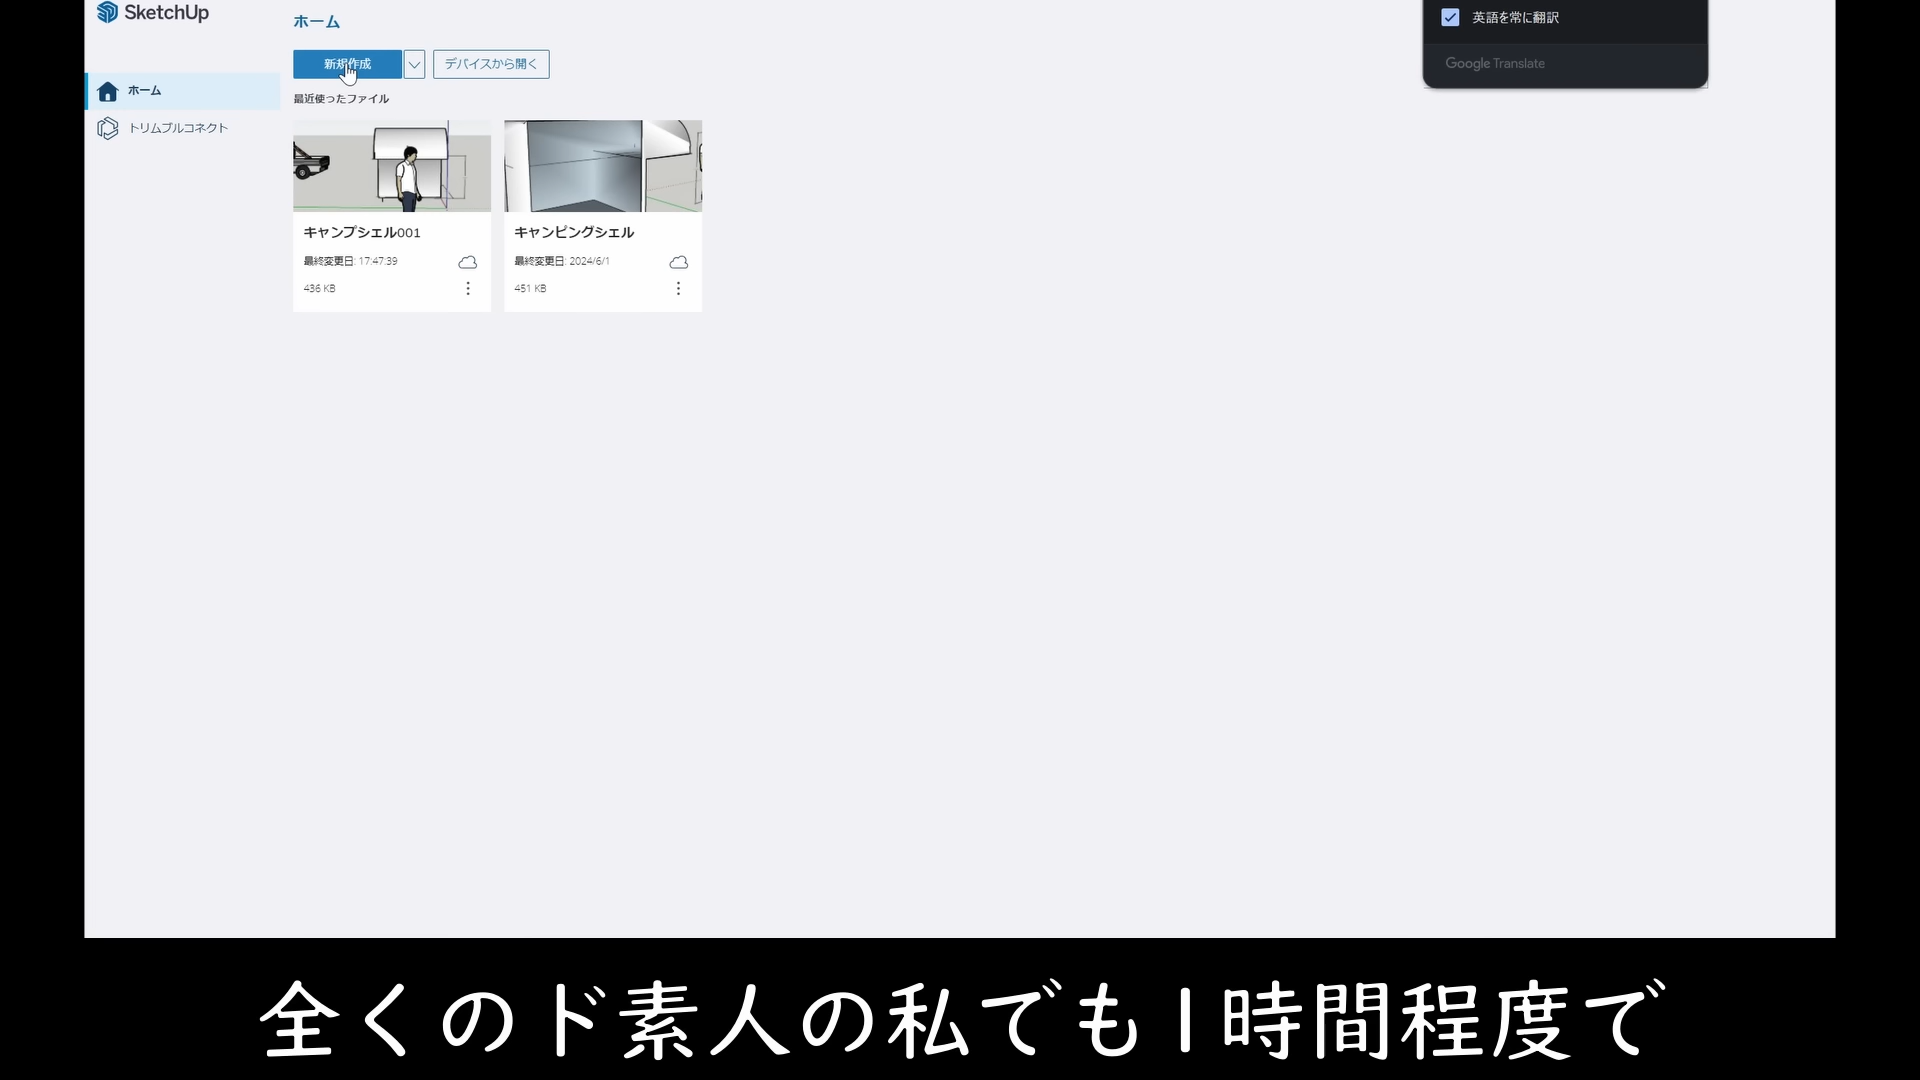 SketchUp
ホーム
英語を常に翻訳
新規作成
デバイスから開く
Google Translate
ホーム
最近使ったファイル
トリムブルコネクト
キャンプシェル001
最終変更日: 17:47:39
436 KB
キャンピングシェル
最終変更日: 2024/6/1
451 KB
全くのド素人の私でも1時間程度で